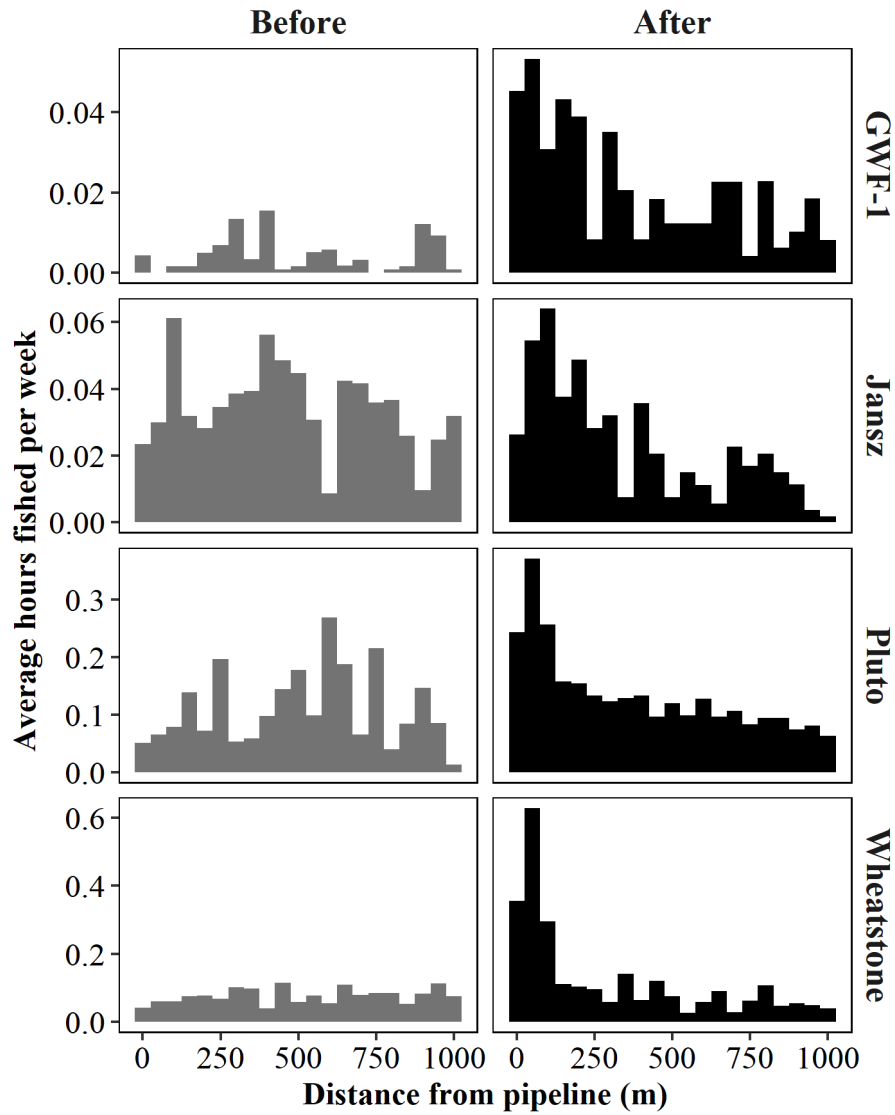 Before After
0.04
0.02
0.00
GWF-1
0.06
0.04
0.02
0.00
Jansz
0.3
0.2
0.1
0.0
Pluto
0.6
0.4
0.2
0.0
Wheatstone
Average hours fished per week
0 250 500 750 1000 0 250 500 750 1000
Distance from pipeline (m)